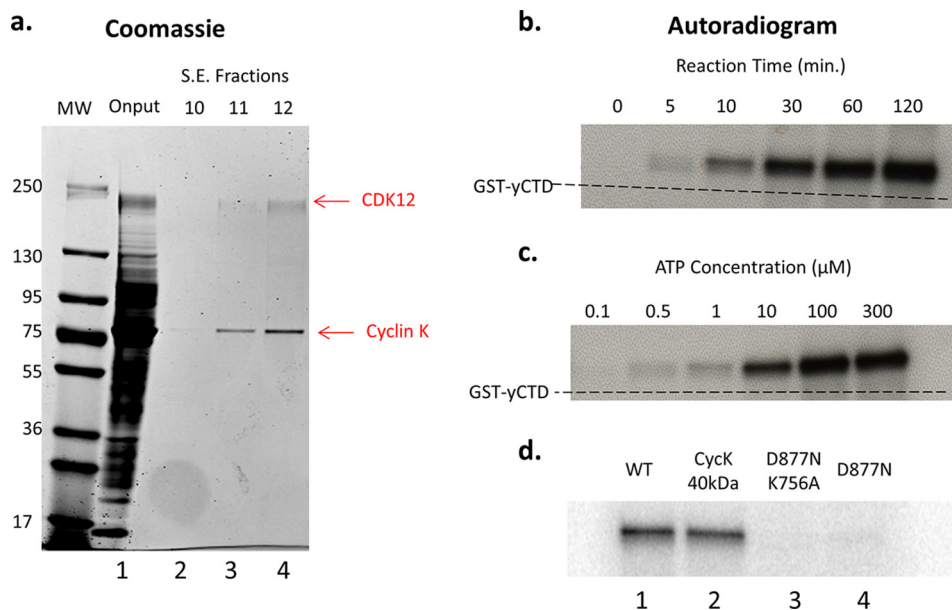 a.
Coomassie
S.E. Fractions
MW Onput 10 11 12
250
CDK12
130
95
75
Cyclin K
55
36
17
1 2 3 4
b.
Autoradiogram
Reaction Time (min.)
0 5 10 30 60 120
GST-yCTD
c.
ATP Concentration (μM)
0.1 0.5 1 10 100 300
GST-yCTD
d.
WT CycK D877N D877N
40kDa K756A
1 2 3 4